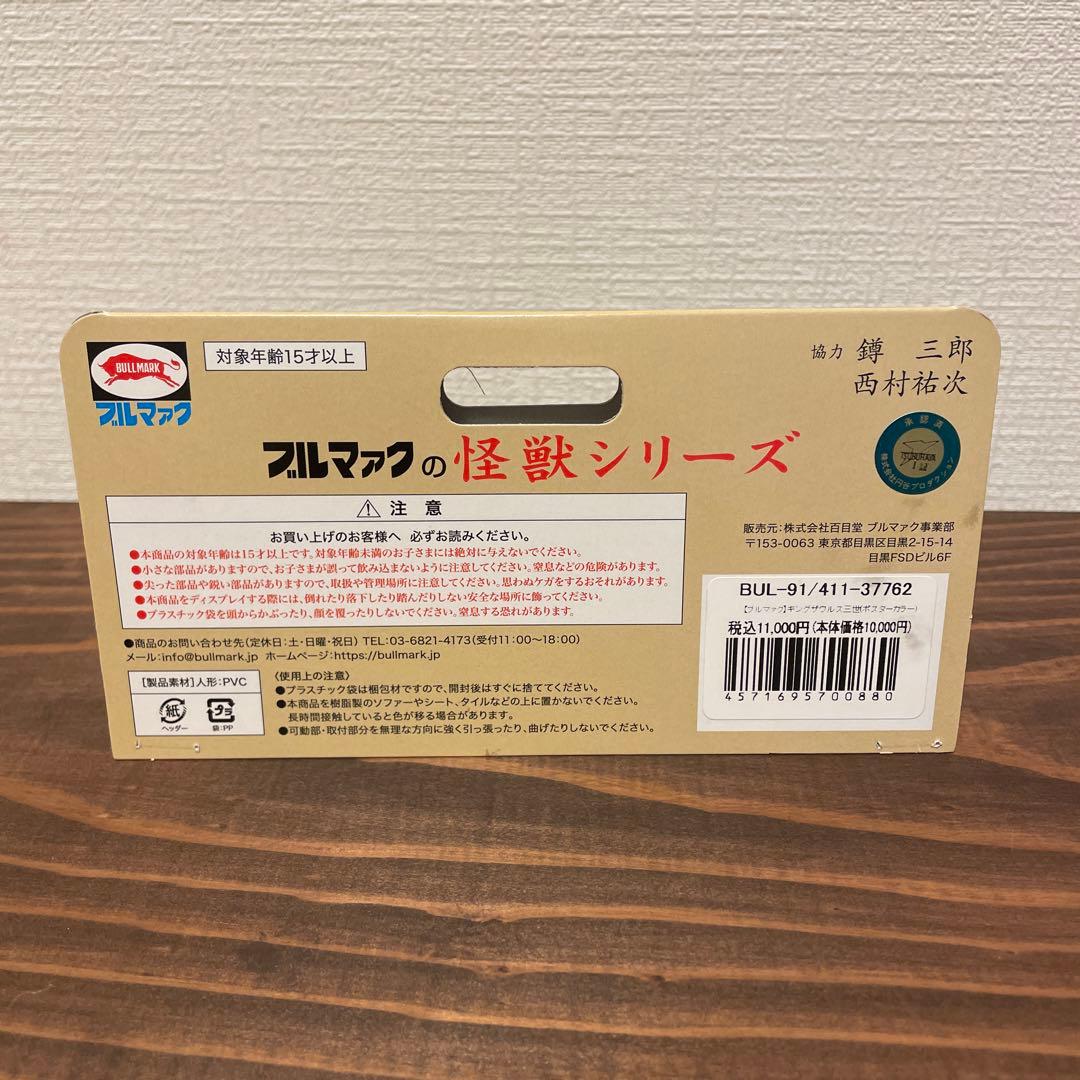 BULLMARK
ブルマァク
対象年齢15才以上
協力 鐏 三郎
西村祐次
ブルマァクの怪獣シリーズ
承認済
TSUBURAYA
株式会社円谷プロダクション
注意
お買い上げのお客様へ 必ずお読みください。
●本商品の対象年齢は15才以上です。対象年齢未満のお子さまには絶対に与えないでください。
●小さな部品がありますので、お子さまが誤って飲み込まないように注意してください。窒息などの危険があります。
●尖った部品や鋭い部品がありますので、取扱や管理場所に注意してください。思わぬケガをするおそれがあります。
●本商品をディスプレイする際には、倒れたり落下したり踏んだりしない安全な場所に飾ってください。
●プラスチック袋を頭からかぶったり、顔を覆ったりしないでください。窒息する恐れがあります。
●商品のお問い合わせ先(定休日:土・日曜・祝日) TEL:03-6821-4173(受付11:00〜18:00)
メール:info@bullmark.jp ホームページ:https://bullmark.jp
[製品素材]人形:PVC
紙
ヘッダー
プラ
袋:PP
〈使用上の注意〉
●プラスチック袋は梱包材ですので、開封後はすぐに捨ててください。
●本商品を樹脂製のソファーやシート、タイルなどの上に置かないでください。
長時間接触していると色が移る場合があります。
●可動部・取付部分を無理な方向に強く引っ張ったり、曲げたりしないでください。
販売元:株式会社百目堂 ブルマァク事業部
〒153-0063 東京都目黒区目黒2-15-14
目黒FSDビル6F
BUL-91/411-37762
【ブルマァク】キングザウルス三世(ポスターカラー)
税込11,000円(本体価格10,000円)
4571695700880